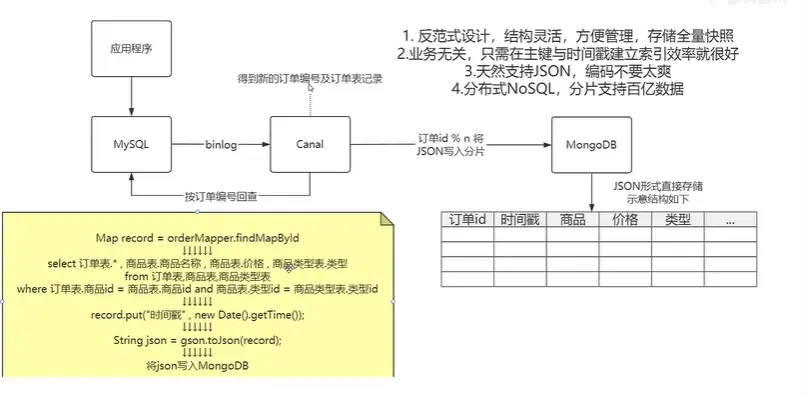 1. 反范式设计，结构灵活，方便管理，存储全量快照
2.业务无关，只需在主键与时间戳建立索引效率就很好
3.天然支持JSON，编码不要太爽
4.分布式NoSQL，分片支持百亿数据
应用程序
得到新的订单编号及订单表记录
MySQL
binlog
Canal
订单id % n 将
JSON写入分片
MongoDB
按订单编号回查
JSON形式直接存储
示意结构如下
订单id 时间戳 商品 价格 类型 ...
Map record = orderMapper.findMapById
↓↓↓↓↓↓
select 订单表.* , 商品表.商品名称 , 商品表.价格 , 商品类型表.类型
from 订单表,商品表,商品类型表
where 订单表.商品id = 商品表.商品id and 商品表.类型id = 商品类型表.类型id
↓↓↓↓↓↓
record.put("时间戳" , new Date().getTime());
↓↓↓↓↓↓
String json = gson.toJson(record);
↓↓↓↓↓↓
将json写入MongoDB